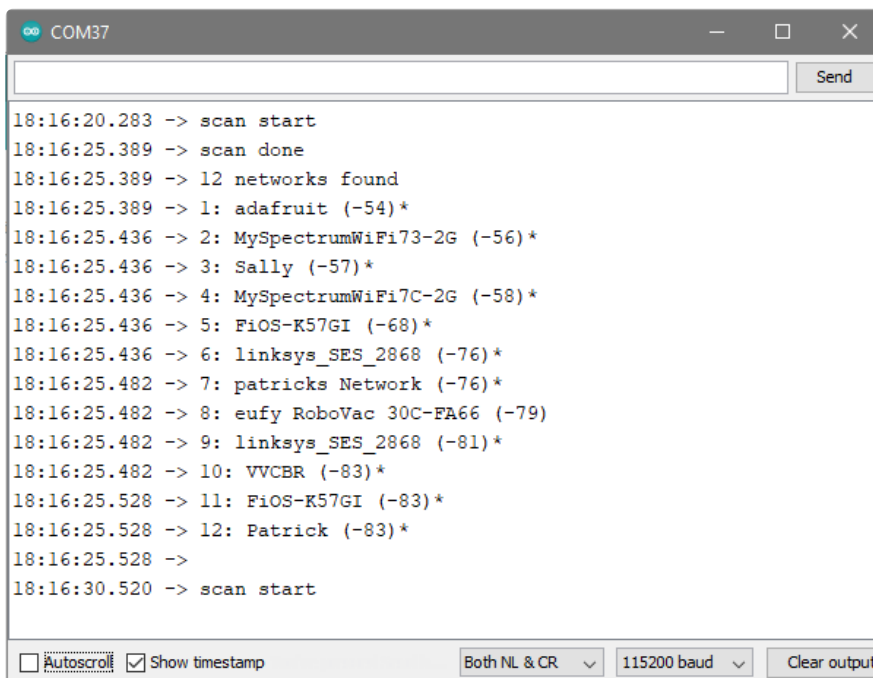 COM37
Send
18:16:20.283 -> scan start
18:16:25.389 -> scan done
18:16:25.389 -> 12 networks found
18:16:25.389 -> 1: adafruit (-54)*
18:16:25.436 -> 2: MySpectrumWiFi73-2G (-56)*
18:16:25.436 -> 3: Sally (-57)*
18:16:25.436 -> 4: MySpectrumWiFi7C-2G (-58)*
18:16:25.436 -> 5: FiOS-K57GI (-68)*
18:16:25.436 -> 6: linksys_SES_2868 (-76)*
18:16:25.482 -> 7: patricks Network (-76)*
18:16:25.482 -> 8: eufy RoboVac 30C-FA66 (-79)
18:16:25.482 -> 9: linksys_SES_2868 (-81)*
18:16:25.482 -> 10: VVCBR (-83)*
18:16:25.528 -> 11: FiOS-K57GI (-83)*
18:16:25.528 -> 12: Patrick (-83)*
18:16:25.528 ->
18:16:30.520 -> scan start
Autoscroll Show timestamp Both NL & CR 115200 baud Clear output